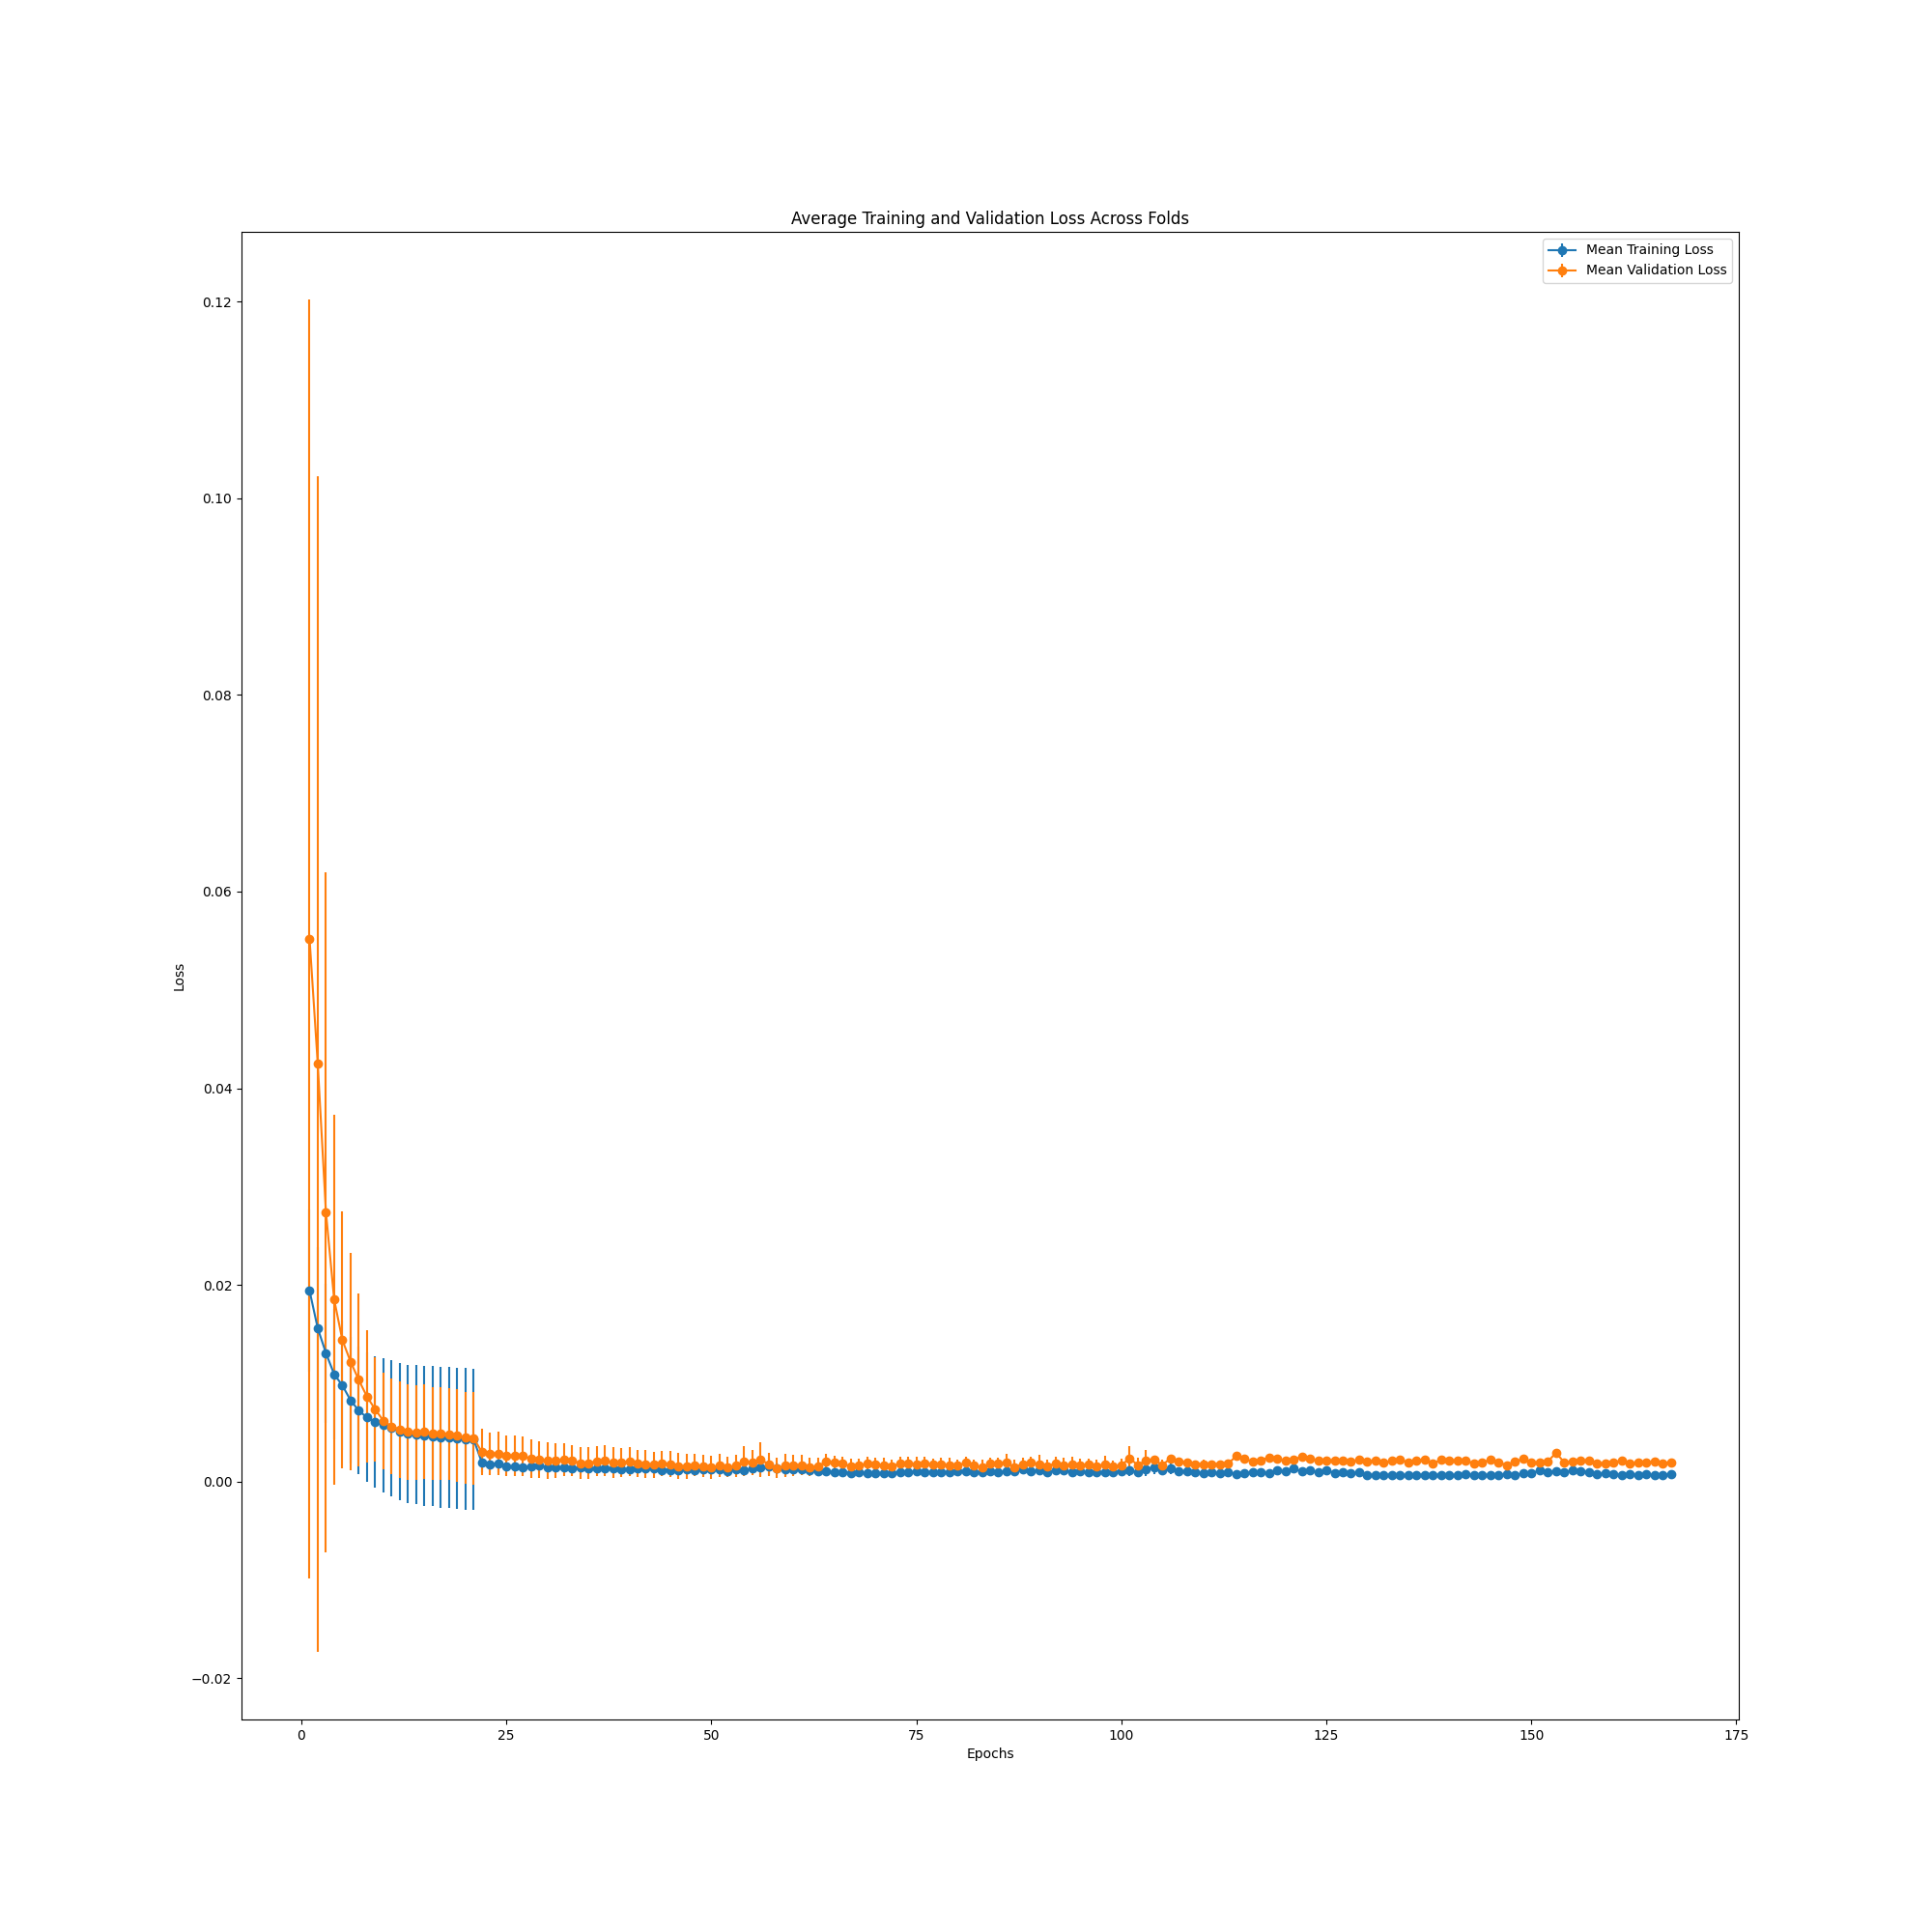 Average Training and Validation Loss Across Folds
Mean Training Loss
Mean Validation Loss
0.12
0.10
0.08
0.06
0.04
0.02
0.00
−0.02
Loss
0 25 50 75 100 125 150 175
Epochs